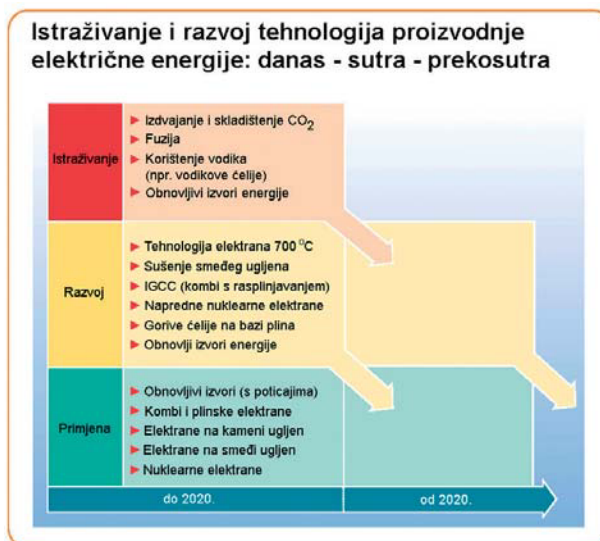 Istraživanje i razvoj tehnologija proizvodnje
električne energije: danas - sutra - prekosutra
Istraživanje
► Izdvajanje i skladištenje CO2
► Fuzija
► Korištenje vodika
(npr. vodikove ćelije)
► Obnovljivi izvori energije
Razvoj
► Tehnologija elektrana 700 °C
► Sušenje smeđeg ugljena
► IGCC (kombi s rasplinjavanjem)
► Napredne nuklearne elektrane
► Gorive ćelije na bazi plina
► Obnovlji izvori energije
Primjena
► Obnovljivi izvori (s poticajima)
► Kombi i plinske elektrane
► Elektrane na kameni ugljen
► Elektrane na smeđi ugljen
► Nuklearne elektrane
do 2020.
od 2020.